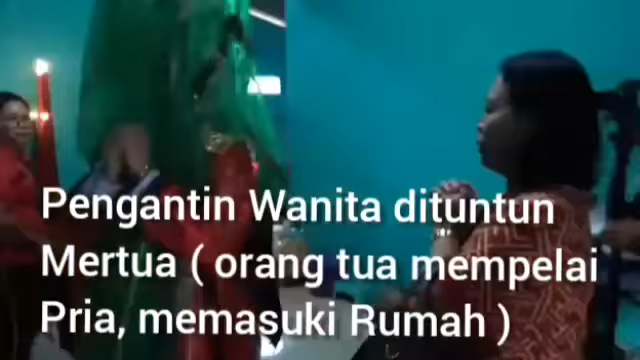 Pengantin Wanita dituntun
Mertua ( orang tua mempelai
Pria, memasuki Rumah )